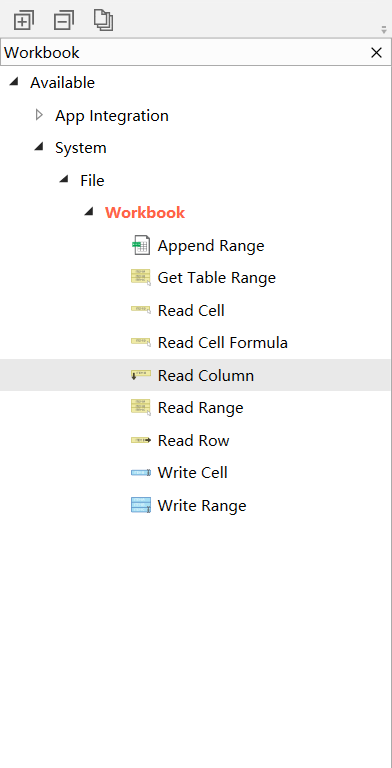 Workbook
Available
App Integration
System
File
Workbook
Append Range
Get Table Range
Read Cell
Read Cell Formula
Read Column
Read Range
Read Row
Write Cell
Write Range